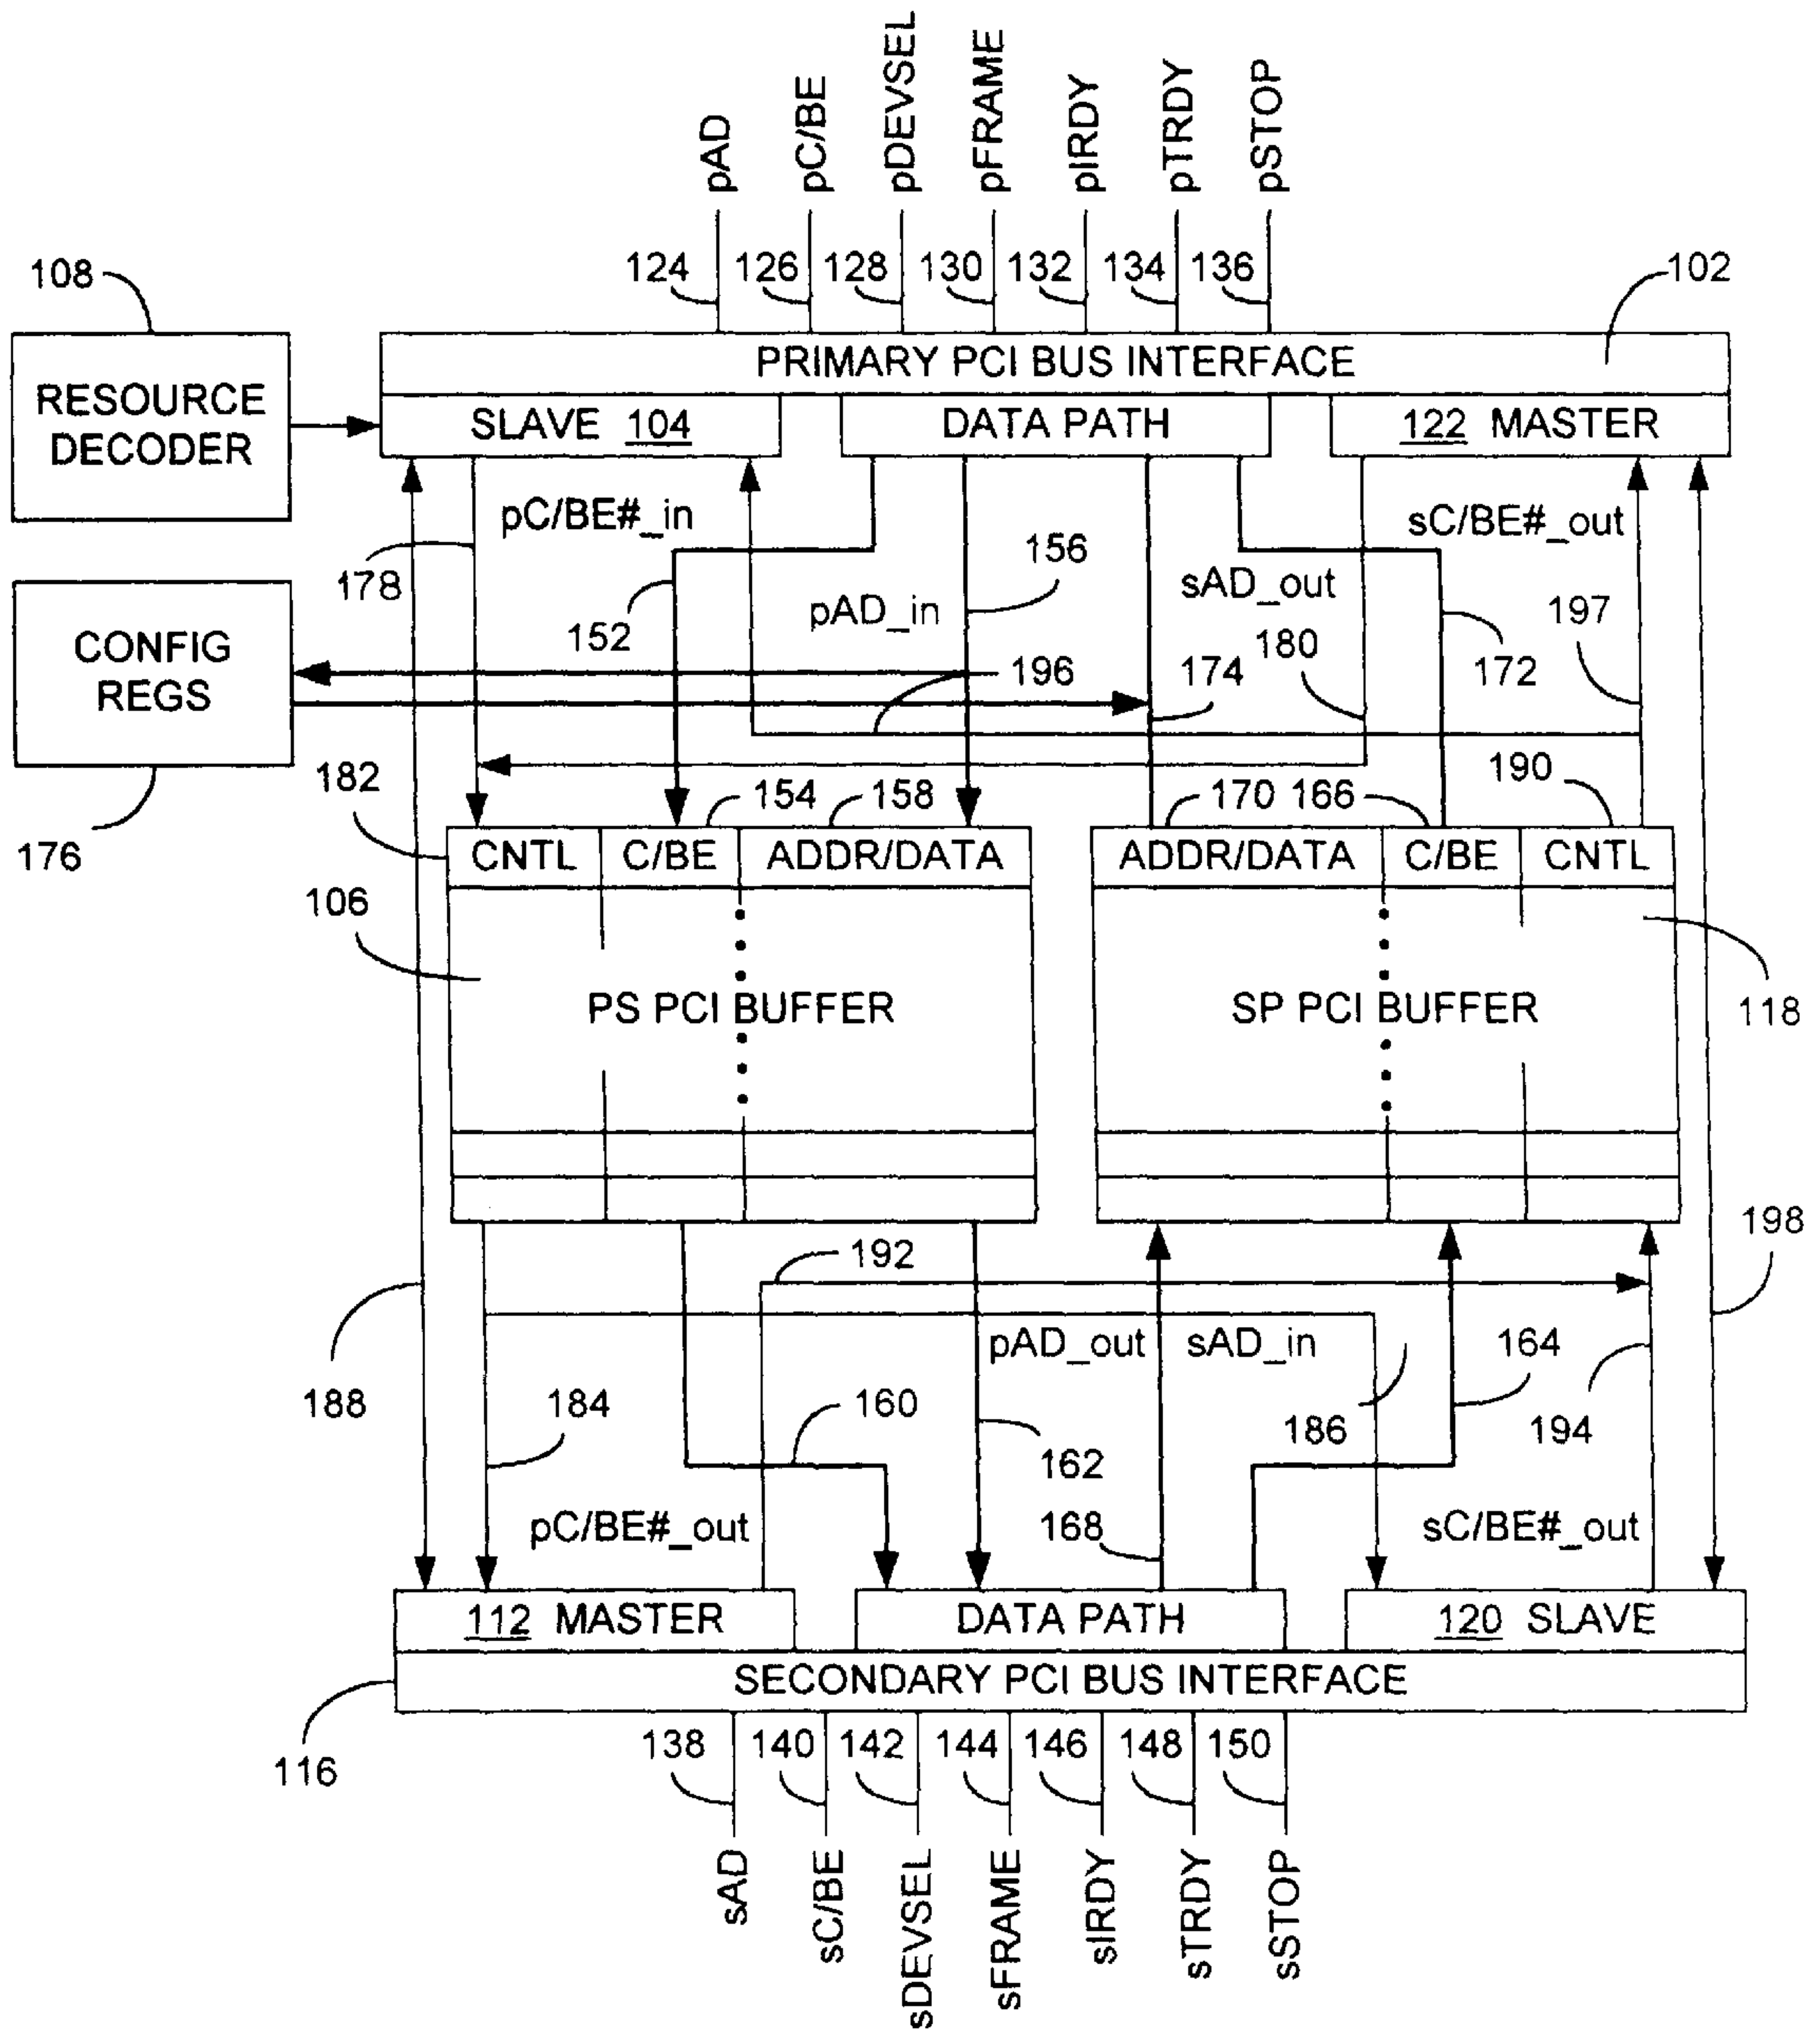 pAD
pC/BE
pDEVSEL
pFRAME
pIRDY
pTRDY
pSTOP
124
126
128
130
132
134
136
108
102
RESOURCE
DECODER
PRIMARY PCI BUS INTERFACE
SLAVE 104
DATA PATH
122 MASTER
pC/BE#_in
sC/BE#_out
178
156
152
pAD_in
sAD_out
180
197
CONFIG
REGS
196
174
172
176
182
154
158
170
166
190
CNTL
C/BE
ADDR/DATA
ADDR/DATA
C/BE
CNTL
106
PS PCI BUFFER
SP PCI BUFFER
118
192
198
188
184
pAD_out
sAD_in
164
160
162
186
194
pC/BE#_out
168
sC/BE#_out
112 MASTER
DATA PATH
120 SLAVE
SECONDARY PCI BUS INTERFACE
116
138
140
142
144
146
148
150
sAD
sC/BE
sDEVSEL
sFRAME
sIRDY
sTRDY
sSTOP